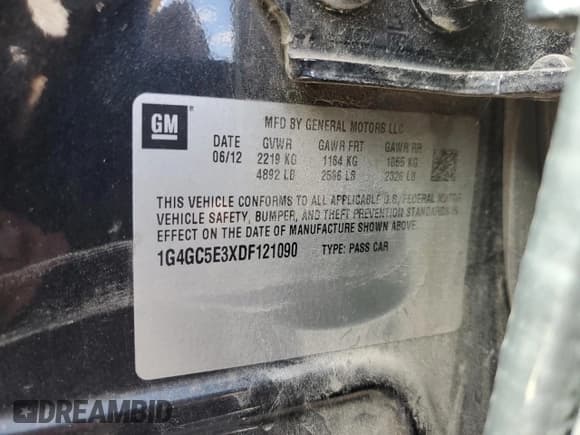 GM
MFD BY GENERAL MOTORS LLC
DATE GVWR GAWR FRT GAWR RR
06/12 2219 KG 1164 KG 1055 KG
4892 LB 2566 LB 2326 LB
THIS VEHICLE CONFORMS TO ALL APPLICABLE U.S. FEDERAL MOTOR
VEHICLE SAFETY, BUMPER, AND THEFT PREVENTION STANDARDS IN
EFFECT ON THE DATE OF MANUFACTURE SHOWN ABOVE.
1G4GC5E3XDF121090 TYPE: PASS CAR
DREAMBID